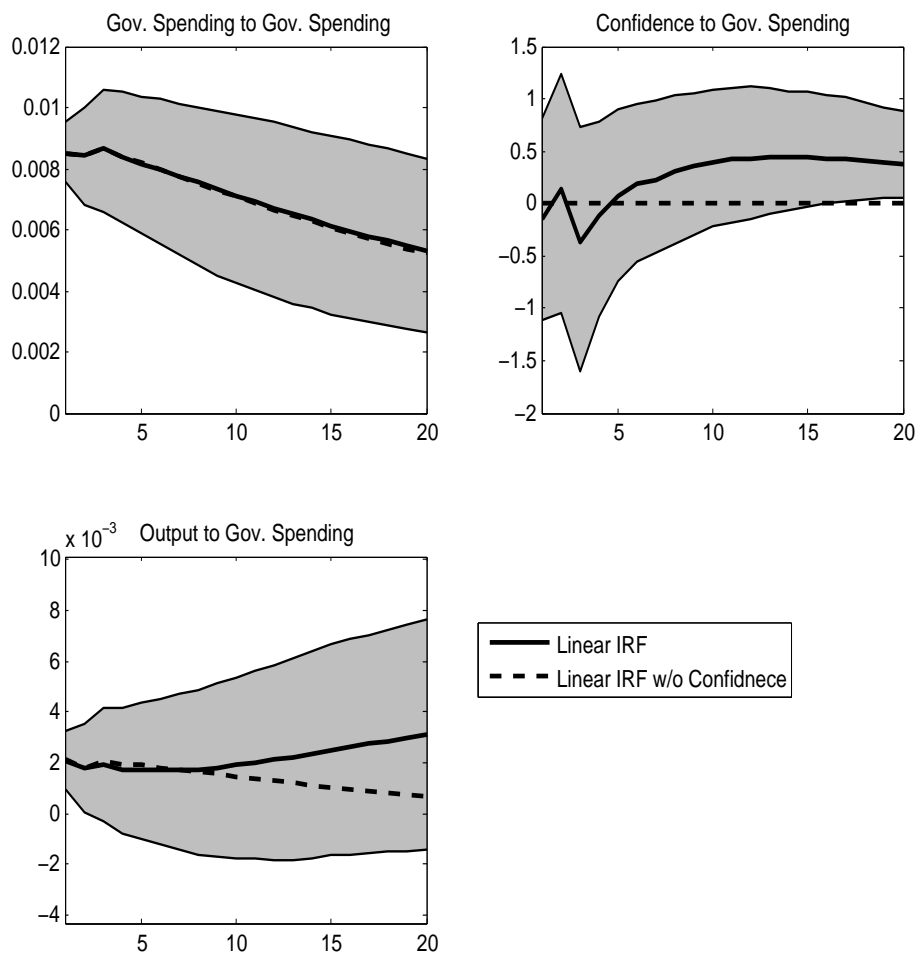 Gov. Spending to Gov. Spending
0.012
0.01
0.008
0.006
0.004
0.002
0
5 10 15 20
Confidence to Gov. Spending
1.5
1
0.5
0
−0.5
−1
−1.5
−2
5 10 15 20
x 10−3 Output to Gov. Spending
10
8
6
4
2
0
−2
−4
5 10 15 20
Linear IRF
Linear IRF w/o Confidnece